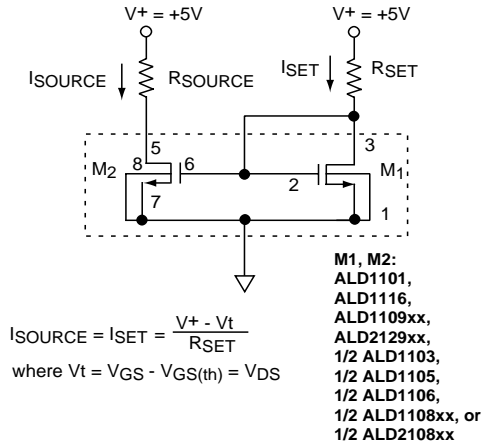 V+ = +5V
V+ = +5V
ISOURCE
RSOURCE
ISET
RSET
5
3
M2
8
6
2
M1
7
1
M1, M2:
ALD1101,
ALD1116,
ALD1109xx,
ALD2129xx,
1/2 ALD1103,
1/2 ALD1105,
1/2 ALD1106,
1/2 ALD1108xx, or
1/2 ALD2108xx
ISOURCE = ISET = V+ - Vt
RSET
where Vt = VGS - VGS(th) = VDS